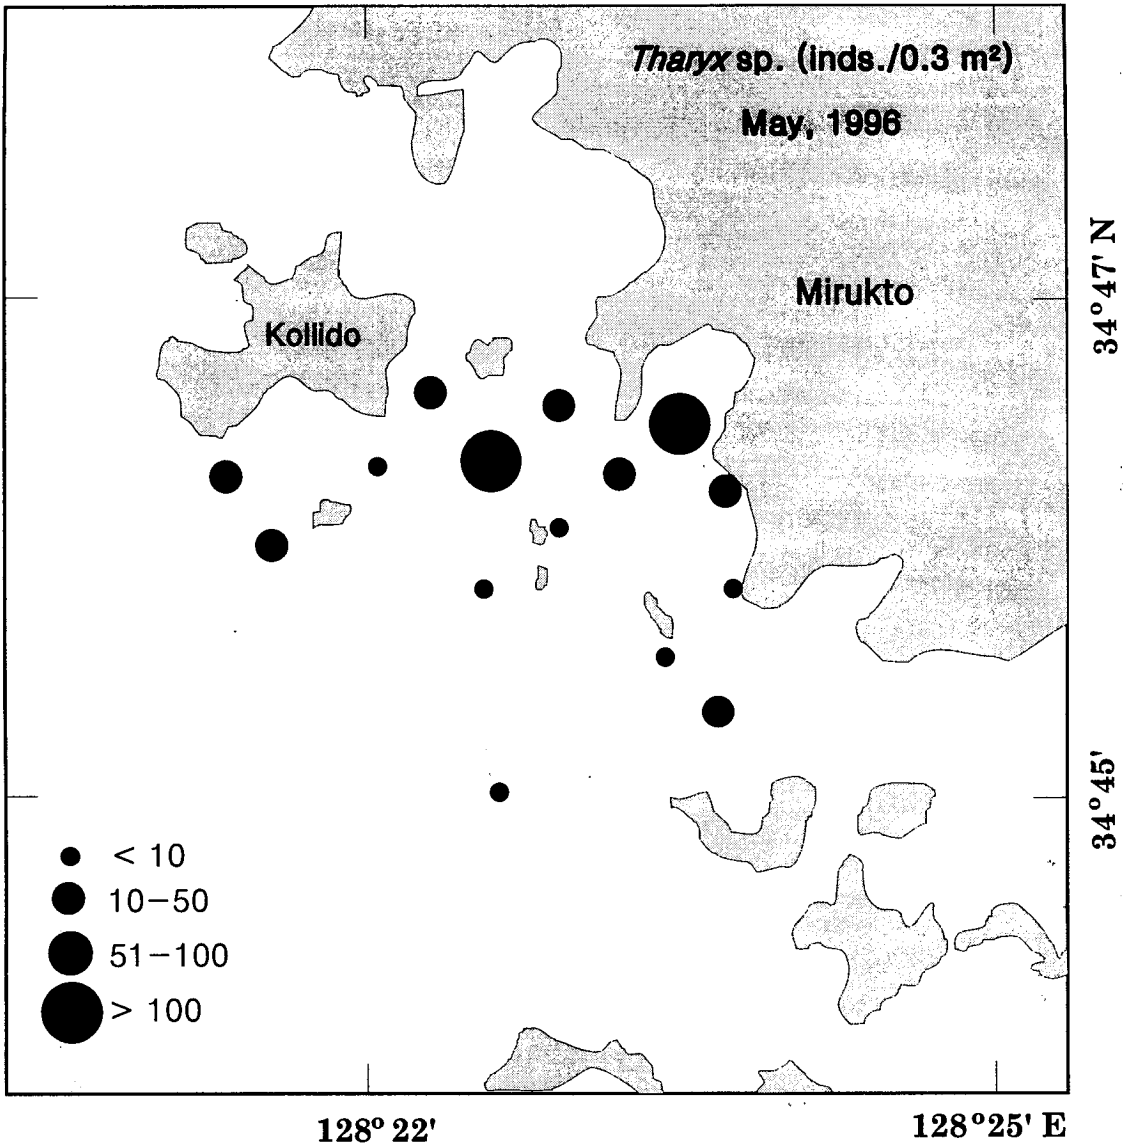 Tharyx sp. (inds./0.3 m²)
May, 1996
34° 47' N
Mirukto
Kollido
34° 45'
< 10
10-50
51-100
> 100
128° 22'
128° 25' E